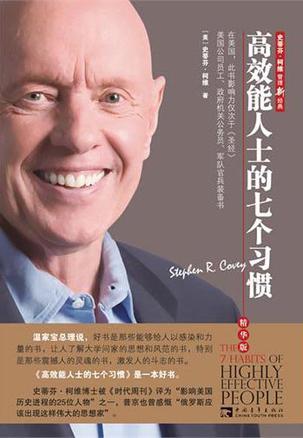 史蒂芬·柯维管理新经典
高效能人士的七个习惯
在美国，此书影响力仅次于《圣经》
美国公司员工、政府机关公务员、军队官兵装备书
［美］史蒂芬·柯维 著
Stephen R. Covey
精华版
THE
7 HABITS OF
HIGHLY
EFFECTIVE
PEOPLE
温家宝总理说，好书是那些能够给人以感染和力
量的书，让人了解大学问家的思想和风范的书，特别
是那些震撼人的灵魂的书，激发人的斗志的书。
《高效能人士的七个习惯》是一本好书。
史蒂芬·柯维博士被《时代周刊》评为“影响美国
历史进程的25位人物”之一，普京也曾感慨“俄罗斯应
该出现这样伟大的思想家”。
中国青年出版社